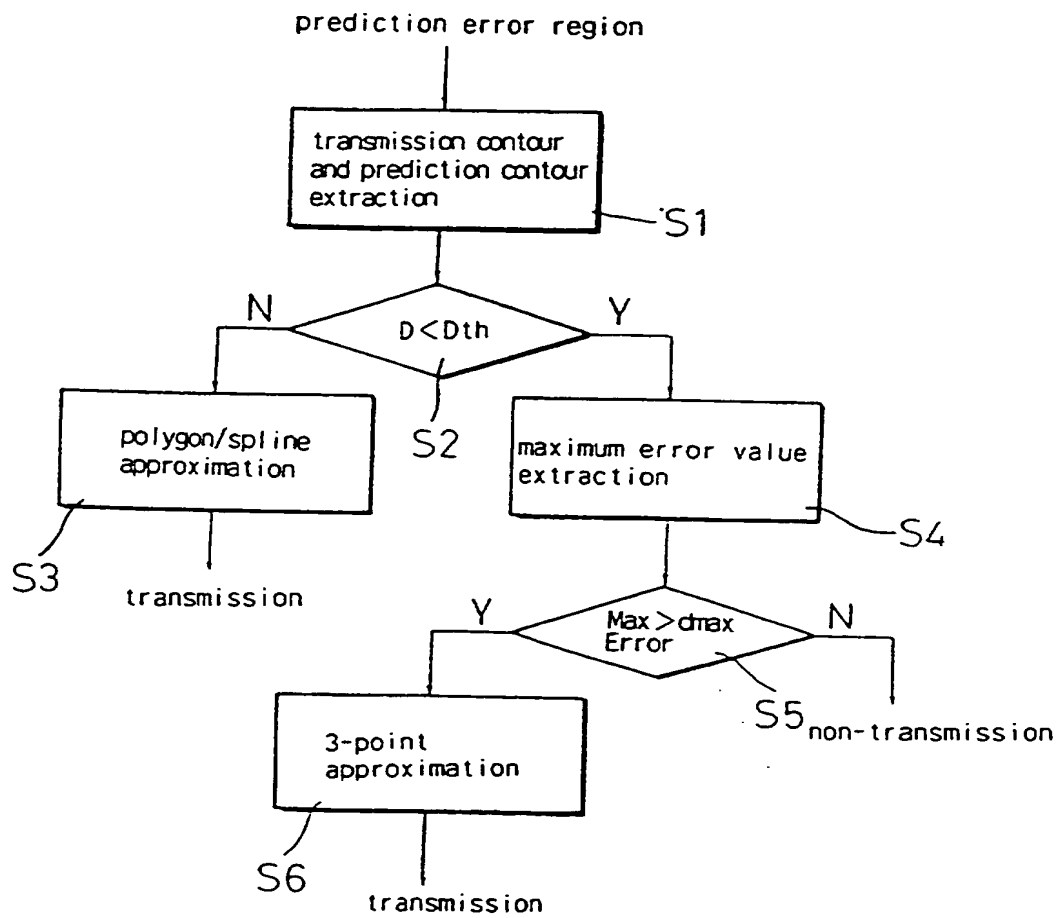 prediction error region
transmission contour
and prediction contour
extraction
S1
N
Y
D<Dth
S2
polygon/spline
approximation
S3
transmission
maximum error value
extraction
S4
Y
N
Max>dmax
Error
S5
non-transmission
3-point
approximation
S6
transmission